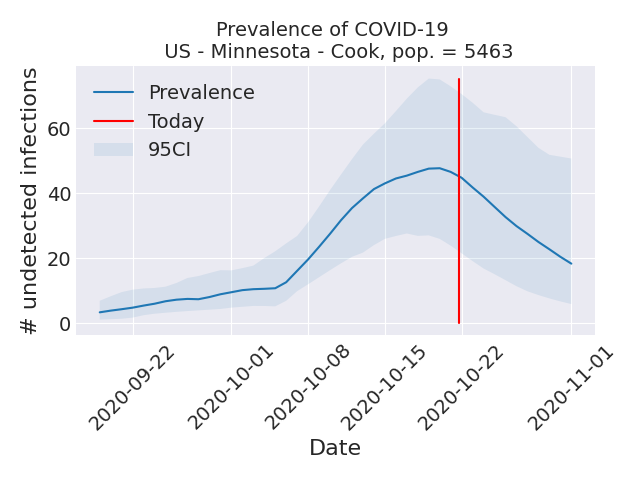 Prevalence of COVID-19
US - Minnesota - Cook, pop. = 5463
Prevalence
Today
95CI
# undetected infections
60
40
20
0
2020-09-22
2020-10-01
2020-10-08
2020-10-15
2020-10-22
2020-11-01
Date